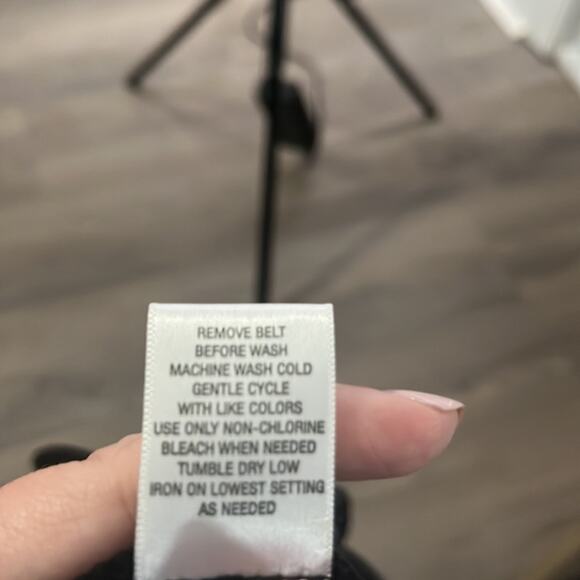 REMOVE BELT
BEFORE WASH
MACHINE WASH COLD
GENTLE CYCLE
WITH LIKE COLORS
USE ONLY NON-CHLORINE
BLEACH WHEN NEEDED
TUMBLE DRY LOW
IRON ON LOWEST SETTING
AS NEEDED